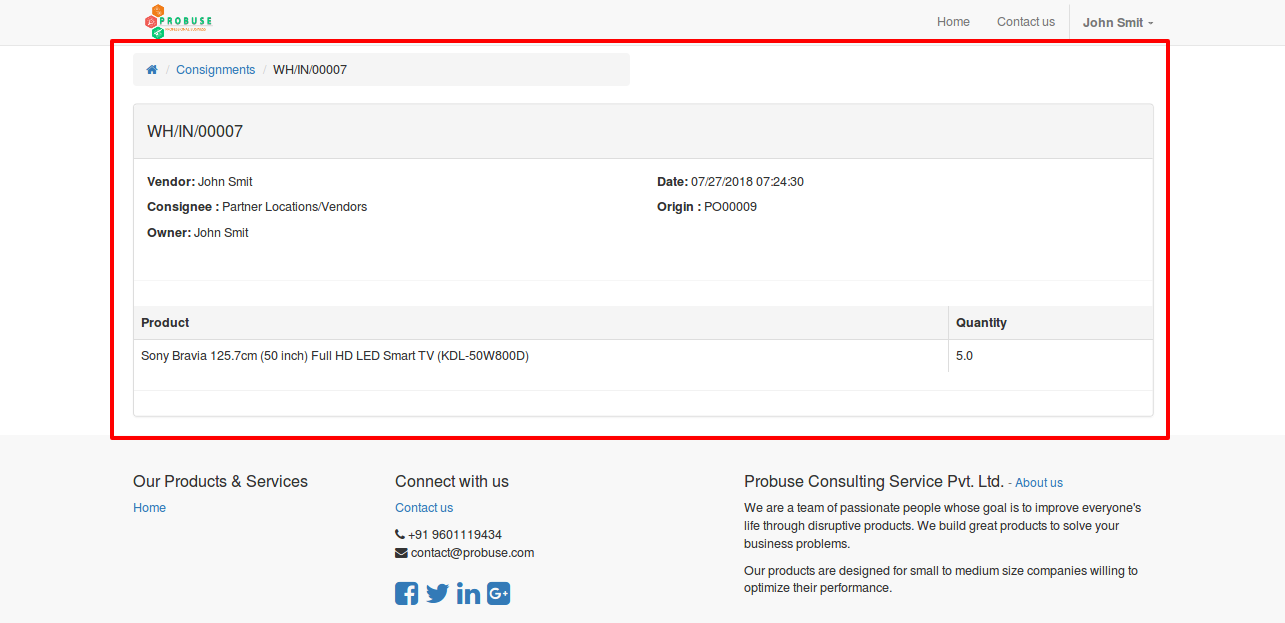 PROBUSE
Home
Contact us
John Smit
/ Consignments / WH/IN/00007
WH/IN/00007
Vendor: John Smit
Date: 07/27/2018 07:24:30
Consignee : Partner Locations/Vendors
Origin : PO00009
Owner: John Smit
Product
Quantity
Sony Bravia 125.7cm (50 inch) Full HD LED Smart TV (KDL-50W800D)
5.0
Our Products & Services
Home
Connect with us
Contact us
+91 9601119434
contact@probuse.com
Probuse Consulting Service Pvt. Ltd. - About us
We are a team of passionate people whose goal is to improve everyone's
life through disruptive products. We build great products to solve your
business problems.
Our products are designed for small to medium size companies willing to
optimize their performance.